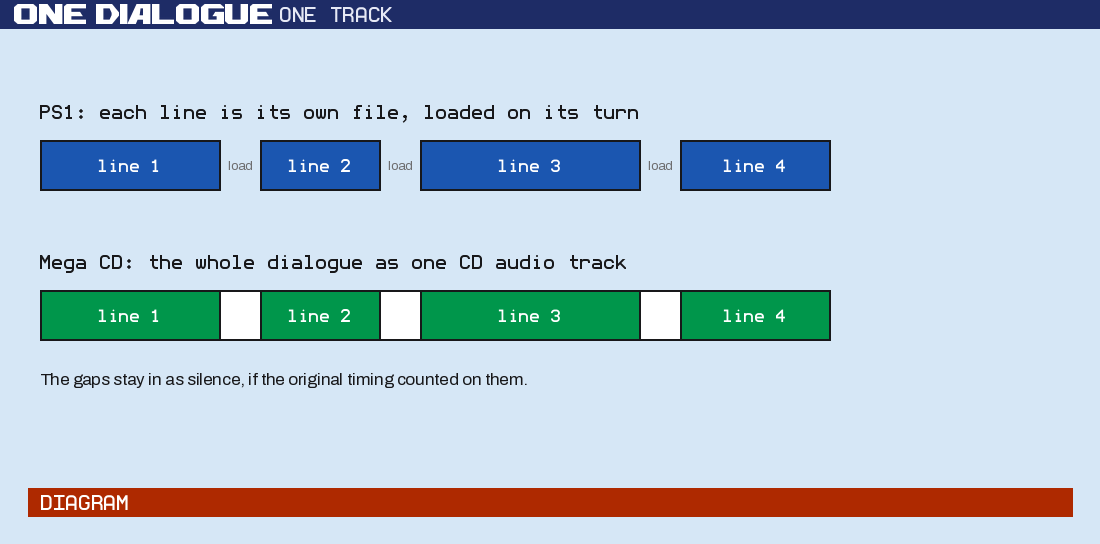 ONE DIALOGUE ONE TRACK
PS1: each line is its own file, loaded on its turn
line 1 load line 2 load line 3 load line 4
Mega CD: the whole dialogue as one CD audio track
line 1 line 2 line 3 line 4
The gaps stay in as silence, if the original timing counted on them.
DIAGRAM